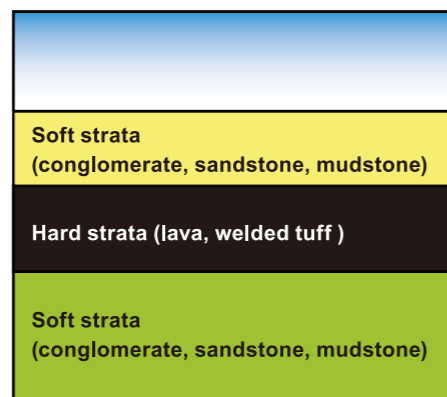 Soft strata
(conglomerate, sandstone, mudstone)
Hard strata (lava, welded tuff )
Soft strata
(conglomerate, sandstone, mudstone)